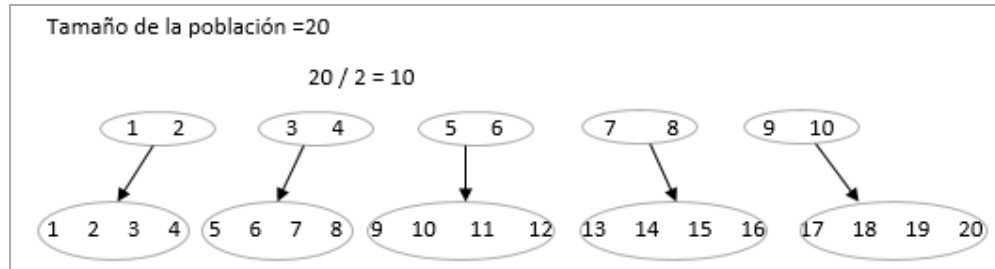 Tamaño de la población =20
20 / 2 = 10
1 2 3 4 5 6 7 8 9 10
1 2 3 4 5 6 7 8 9 10 11 12 13 14 15 16 17 18 19 20